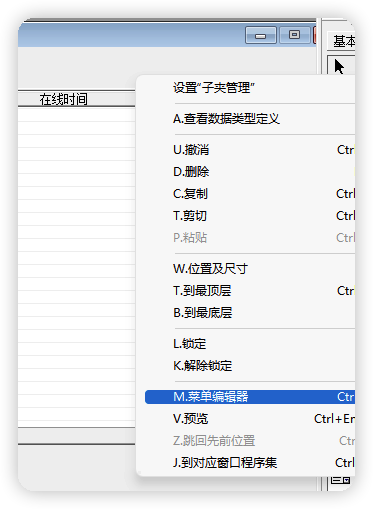 基本
在线时间
设置“子夹管理”
A.查看数据类型定义
U.撤消 Ctr
D.删除
C.复制 Ctrl
T.剪切 Ctrl
P.粘贴 Ctrl
W.位置及尺寸
T.到最顶层 Ctr
B.到最底层
L.锁定
K.解除锁定
M.菜单编辑器 Ctr
V.预览 Ctrl+En
Z.跳回先前位置 Ctr
J.到对应窗口程序集 Ctrl